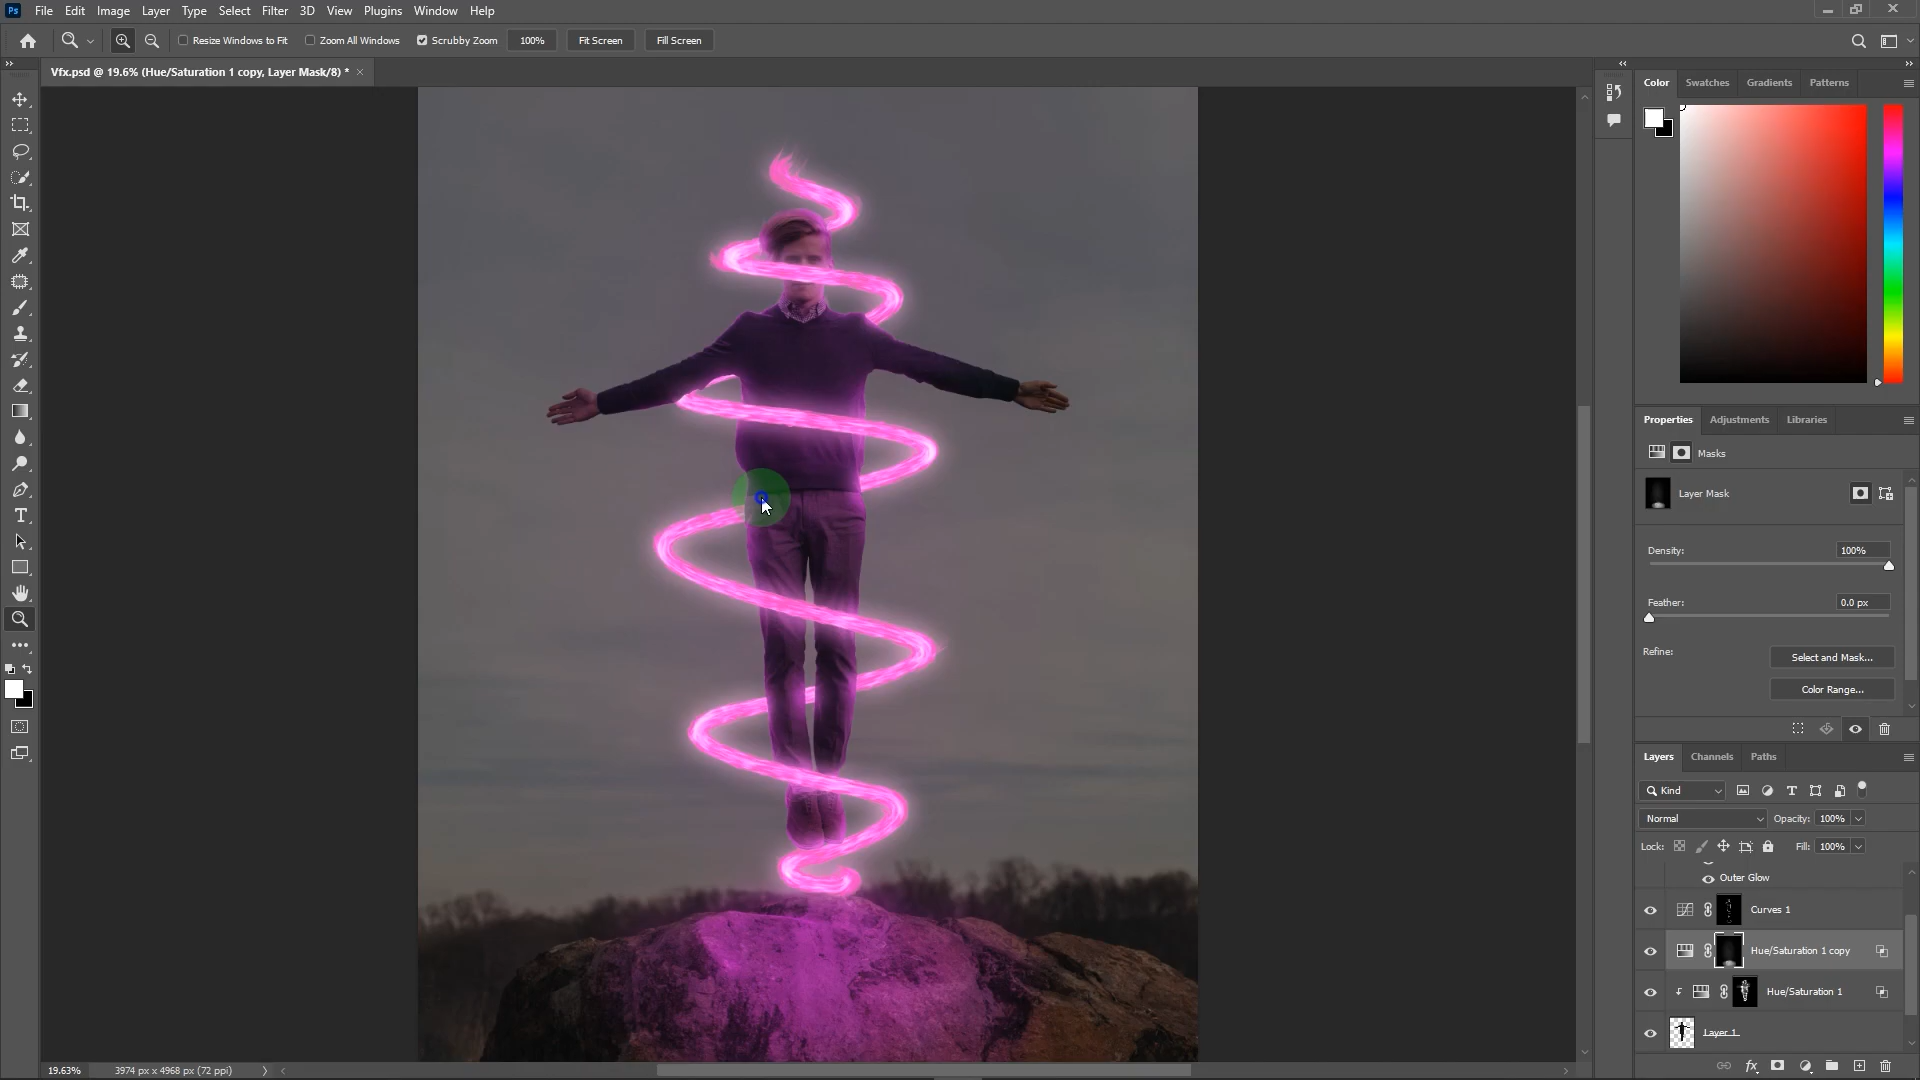 Ps File Edit Image Layer Type Select Filter 3D View Plugins Window Help
Resize Windows to Fit Zoom All Windows Scrubby Zoom 100% Fit Screen Fill Screen
Vfx.psd @ 19.6% (Hue/Saturation 1 copy, Layer Mask/8) * ×
Color Swatches Gradients Patterns
Properties Adjustments Libraries
Masks
Layer Mask
Density: 100%
Feather: 0.0 px
Refine: Select and Mask...
Color Range...
Layers Channels Paths
Kind
Normal Opacity: 100%
Lock: Fill: 100%
Outer Glow
Curves 1
Hue/Saturation 1 copy
Hue/Saturation 1
Layer 1
19.63% 3974 px x 4968 px (72 ppi)